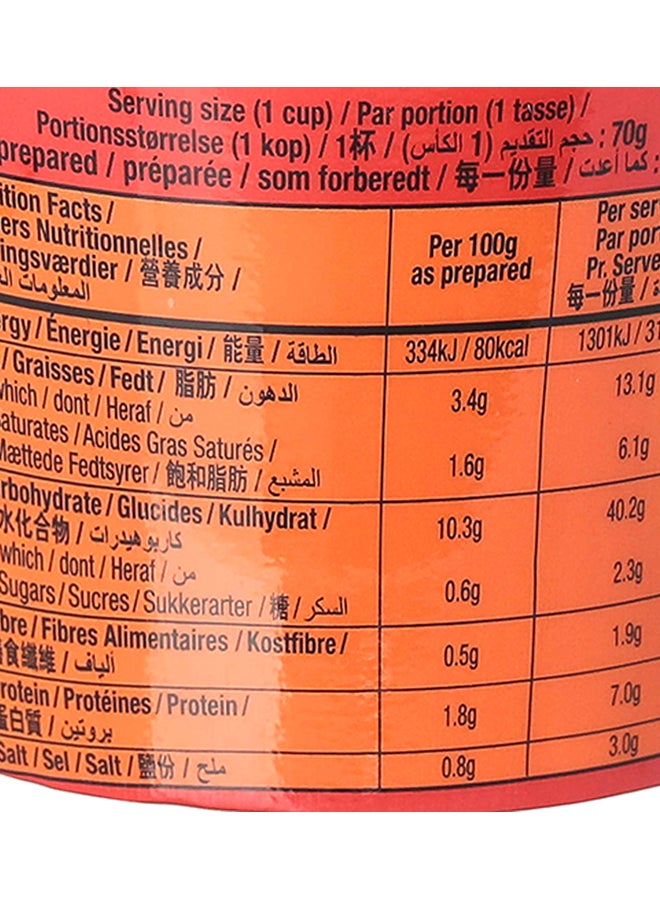 Serving size (1 cup) / Par portion (1 tasse) /
Portionsstørrelse (1 kop) / 1杯 / حجم التقديم (1 الكأس) : 70g
prepared / préparée / som forberedt / 每一份量 / كما أعدت :
ition Facts /
ers Nutritionnelles /
ingsværdier / 營養成分 /
المعلومات
Per 100g
as prepared
Per ser
Par por
Pr. Serve
每一份量 /
ergy / Énergie / Energi / 能量 / الطاقة 334kJ / 80kcal 1301kJ / 31
/ Graisses / Fedt / 脂肪 / الدهون 3.4g 13.1g
which / dont / Heraf / من
aturates / Acides Gras Saturés /
Mættede Fedtsyrer / 飽和脂肪 / المشبع 1.6g 6.1g
rbohydrate / Glucides / Kulhydrat /
水化合物 / كاربوهيدرات 10.3g 40.2g
which / dont / Heraf / من
Sugars / Sucres / Sukkerarter / 糖 / السكر 0.6g 2.3g
bre / Fibres Alimentaires / Kostfibre /
食纖維 / ألياف 0.5g 1.9g
rotein / Protéines / Protein /
蛋白質 / بروتين 1.8g 7.0g
Salt / Sel / Salt / 鹽份 / ملح 0.8g 3.0g